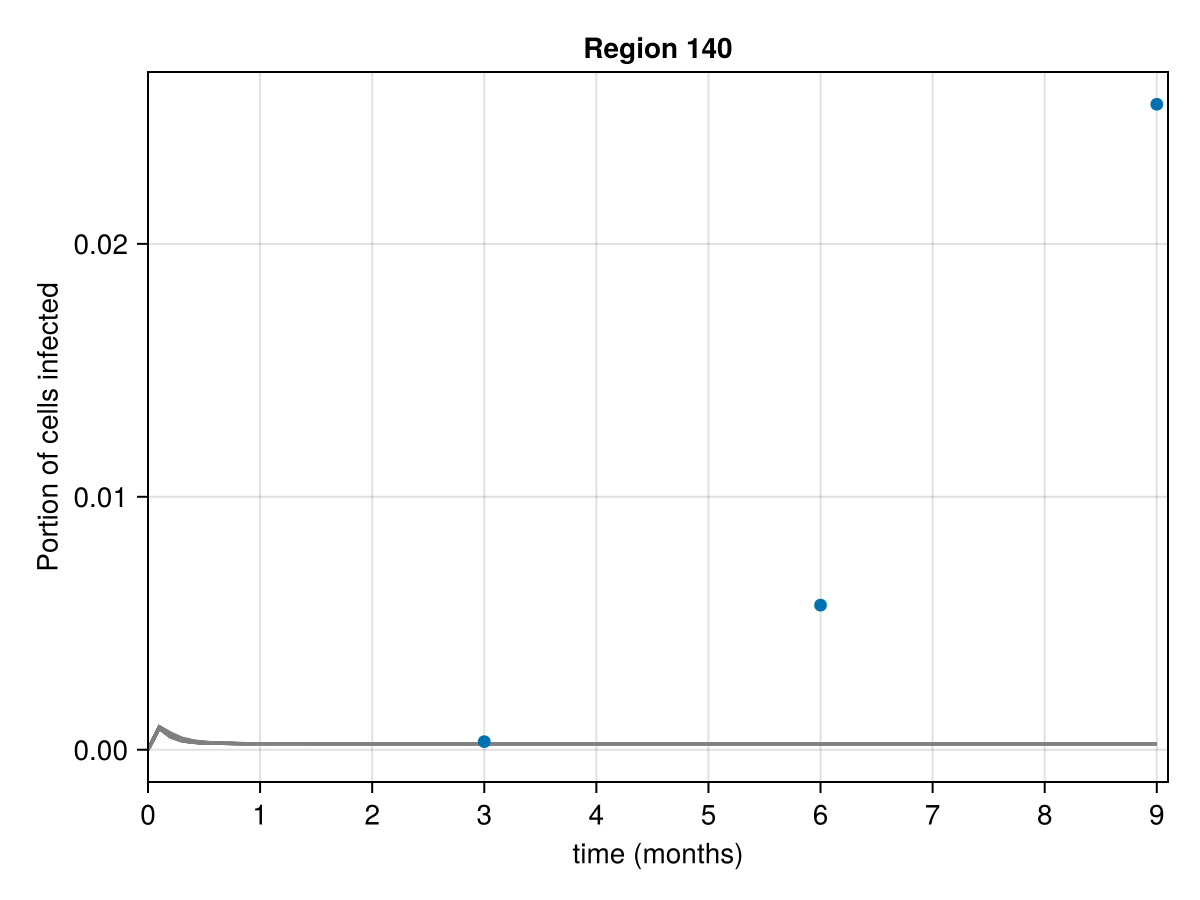 Region 140
Portion of cells infected
0.02
0.01
0.00
0 1 2 3 4 5 6 7 8 9
time (months)